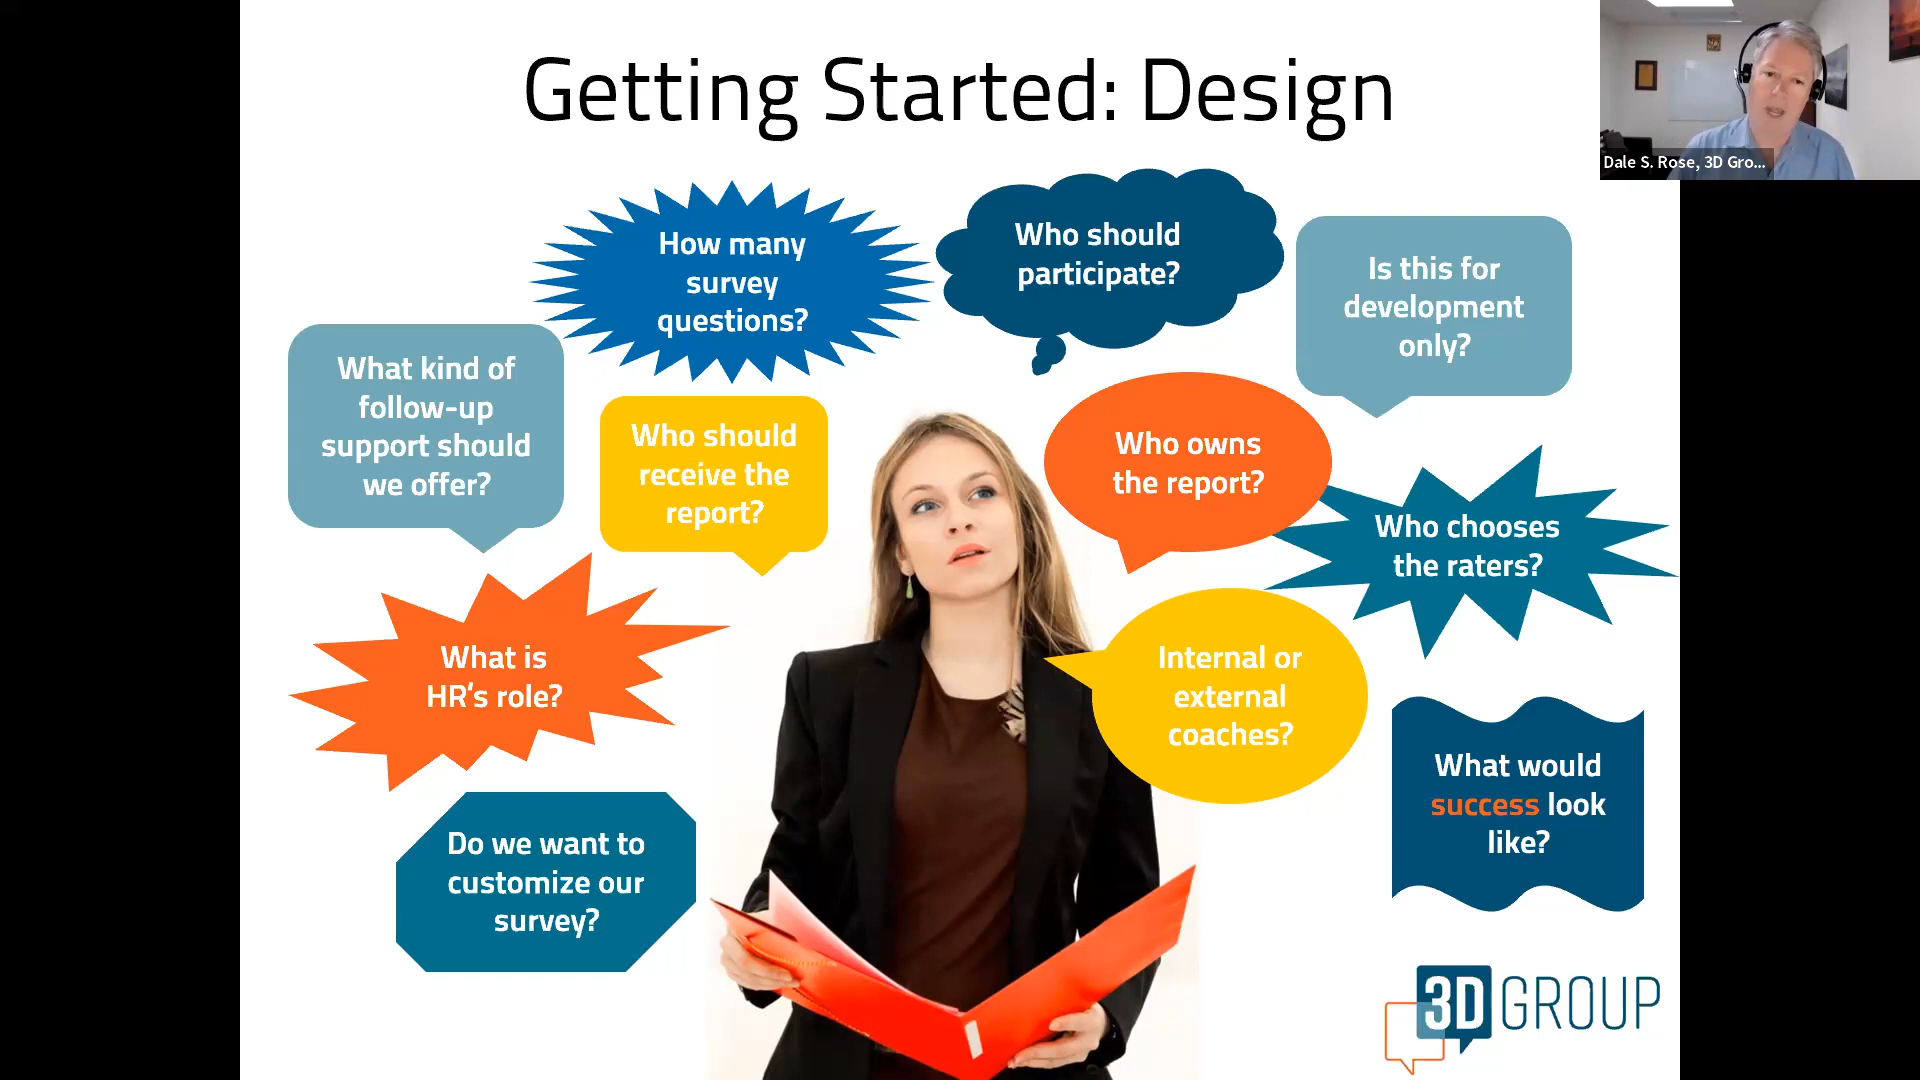 Getting Started: Design
Dale S. Rose, 3D Gro...
How many
survey
questions?
Who should
participate?
Is this for
development
only?
What kind of
follow-up
support should
we offer?
Who should
receive the
report?
Who owns
the report?
Who chooses
the raters?
What is
HR's role?
Internal or
external
coaches?
What would
success look
like?
Do we want to
customize our
survey?
3D GROUP